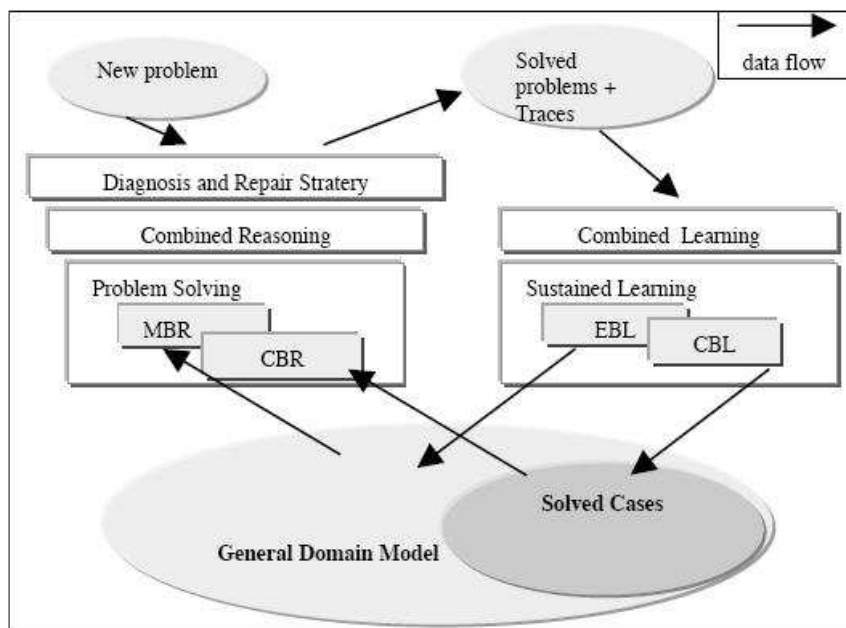 New problem
Solved
problems +
Traces
data flow
Diagnosis and Repair Stratery
Combined Reasoning
Combined Learning
Problem Solving
MBR
CBR
Sustained Learning
EBL
CBL
Solved Cases
General Domain Model